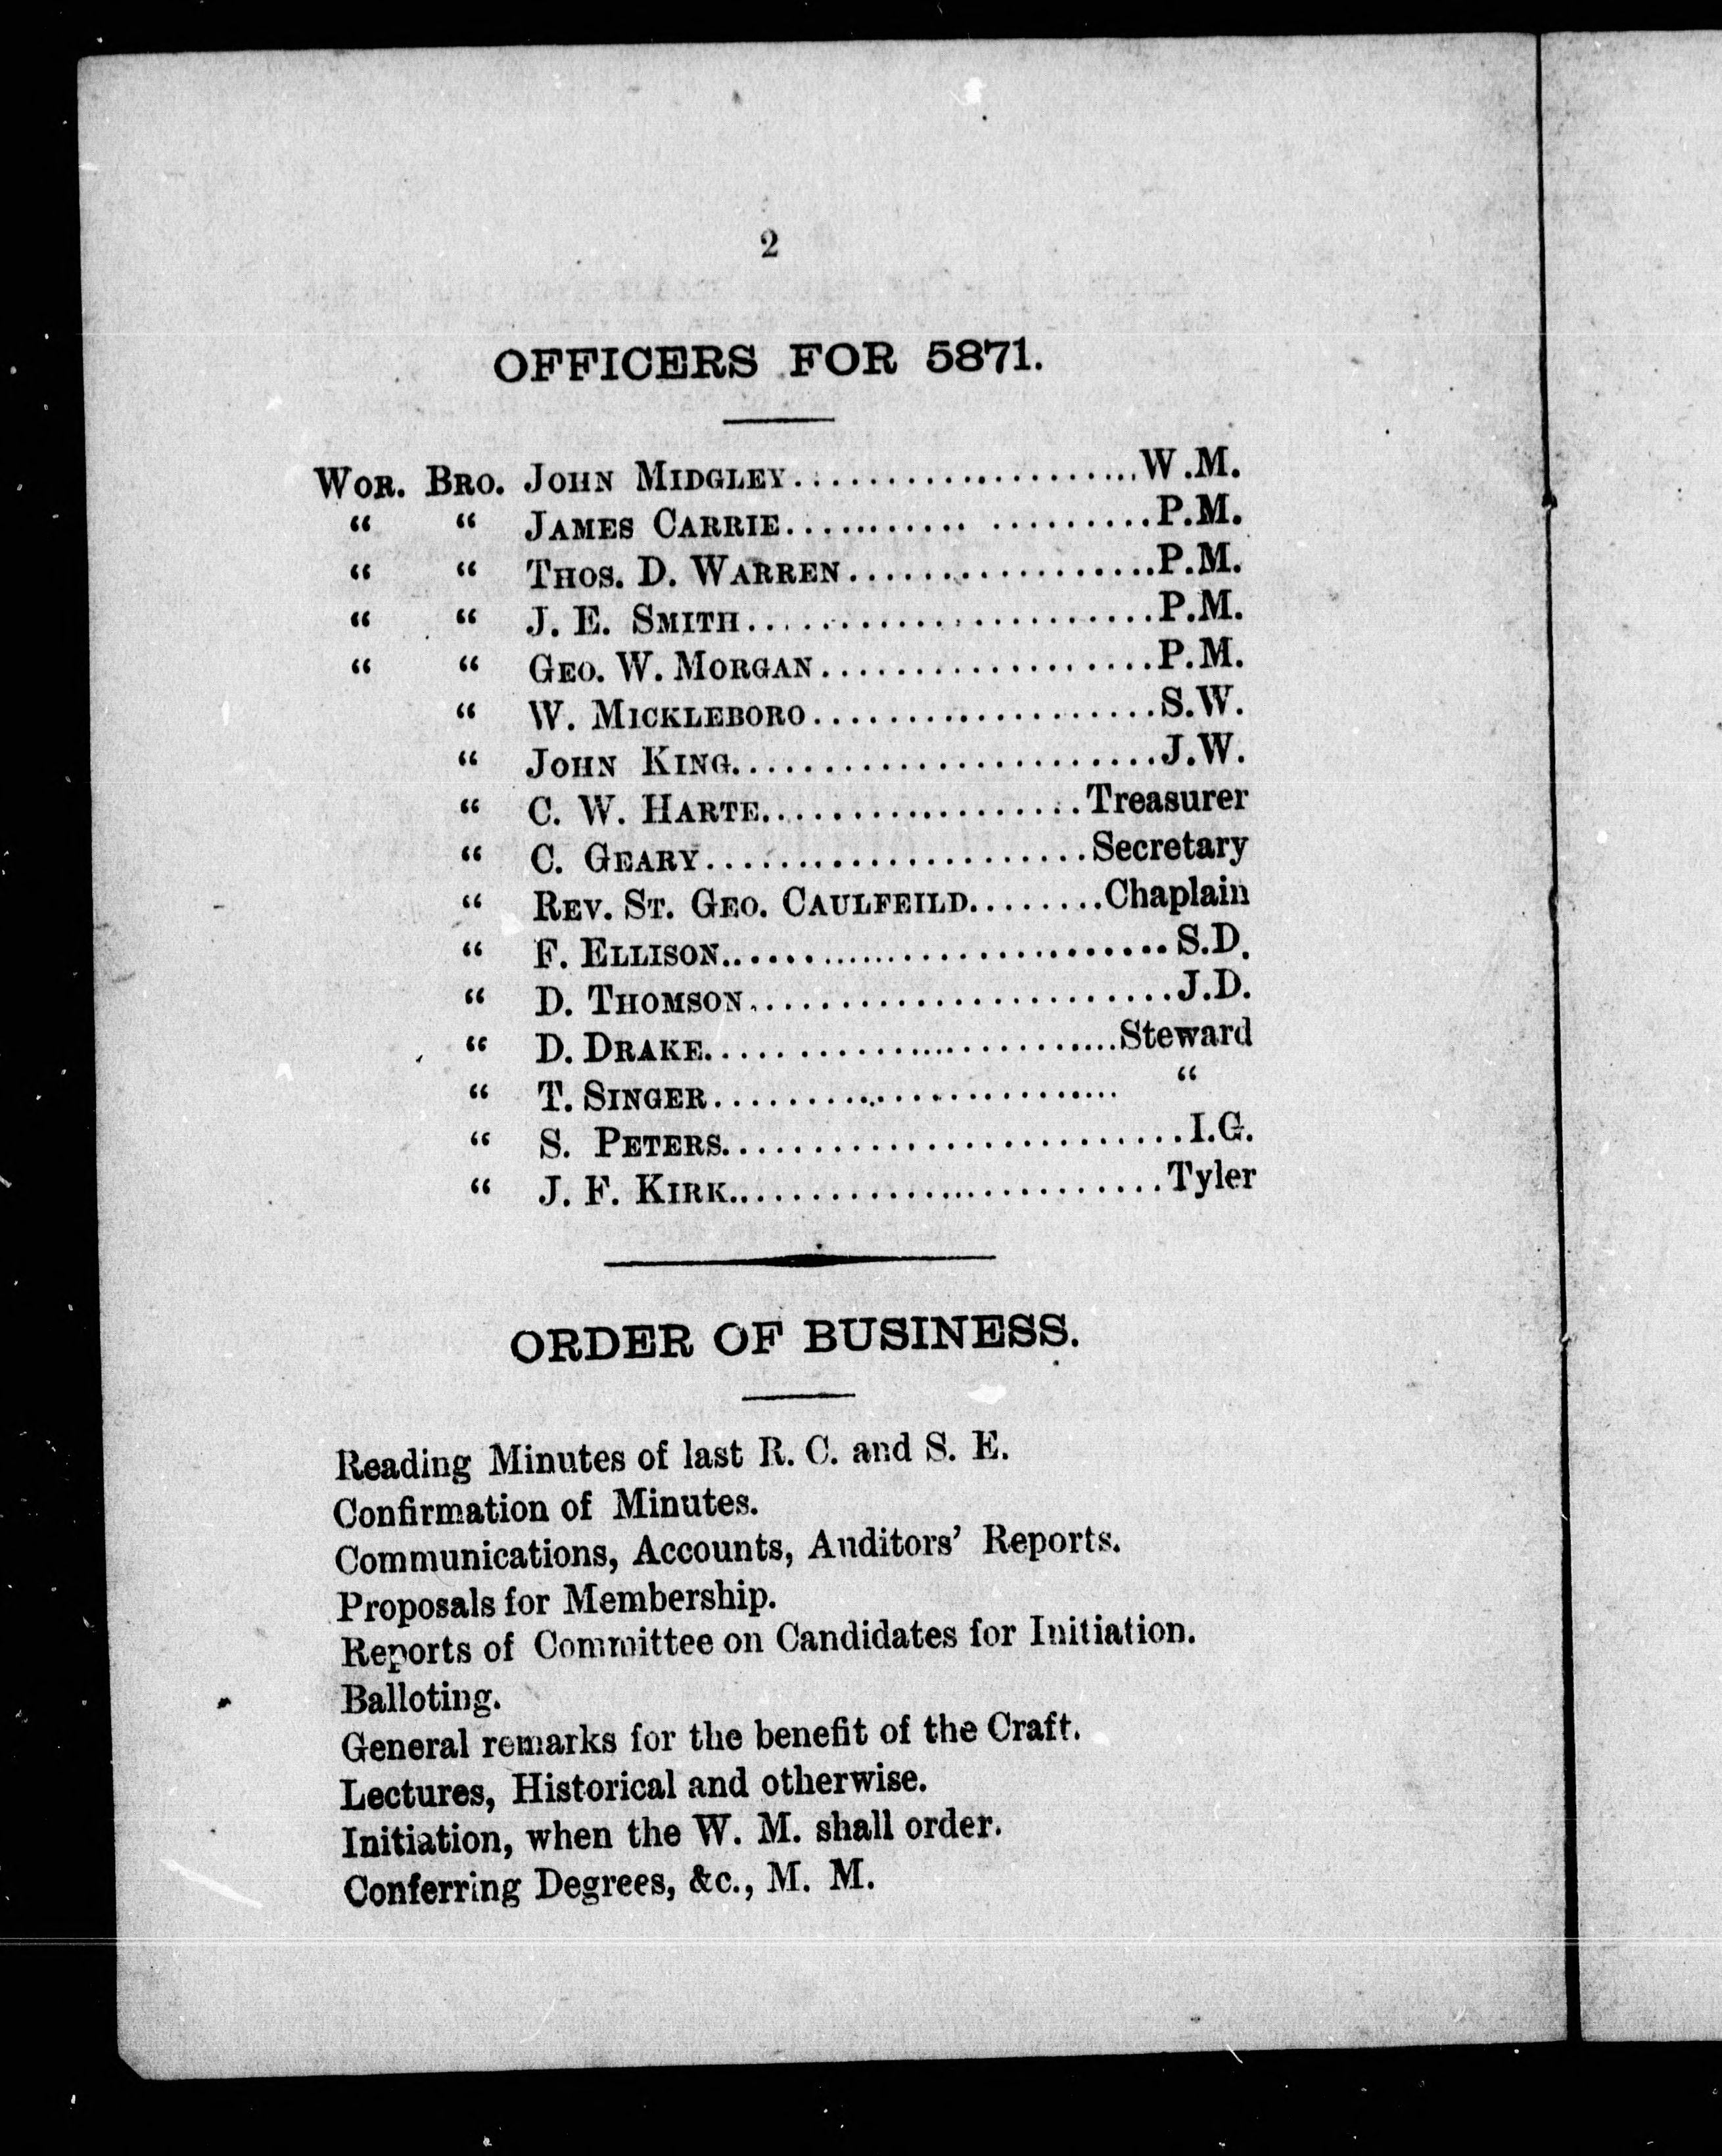 2
OFFICERS FOR 5871.
WOR. BRO. JOHN MIDGLEY........................W.M.
“ “ JAMES CARRIE.....................P.M.
“ “ THOS. D. WARREN....................P.M.
“ “ J. E. SMITH..........................P.M.
“ “ GEO. W. MORGAN....................P.M.
“ W. MICKLEBORO....................S.W.
“ JOHN KING.........................J.W.
“ C. W. HARTE...................Treasurer
“ C. GEARY......................Secretary
“ REV. ST. GEO. CAULFEILD........Chaplain
“ F. ELLISON...........................S.D.
“ D. THOMSON.........................J.D.
“ D. DRAKE.........................Steward
“ T. SINGER......................... “
“ S. PETERS..........................I.G.
“ J. F. KIRK.........................Tyler
ORDER OF BUSINESS.
Reading Minutes of last R. C. and S. E.
Confirmation of Minutes.
Communications, Accounts, Auditors’ Reports.
Proposals for Membership.
Reports of Committee on Candidates for Initiation.
Balloting.
General remarks for the benefit of the Craft.
Lectures, Historical and otherwise.
Initiation, when the W. M. shall order.
Conferring Degrees, &c., M. M.